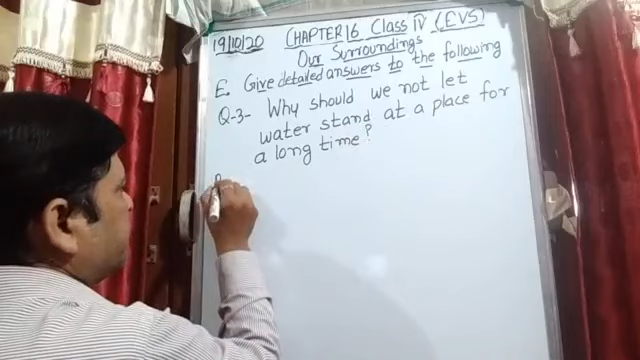 19/10/20 CHAPTER 16 Class IV (EVS)
Our Surroundings
E. Give detailed answers to the following
Q-3- Why should we not let
water stand at a place for
a long time?